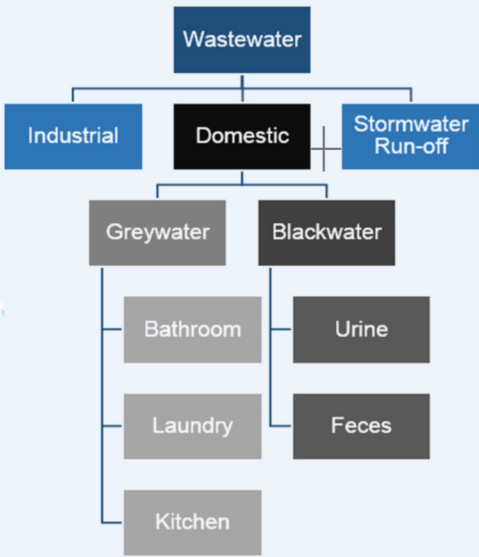 Wastewater
Industrial
Domestic
Stormwater
Run-off
Greywater
Blackwater
Bathroom
Urine
Laundry
Feces
Kitchen